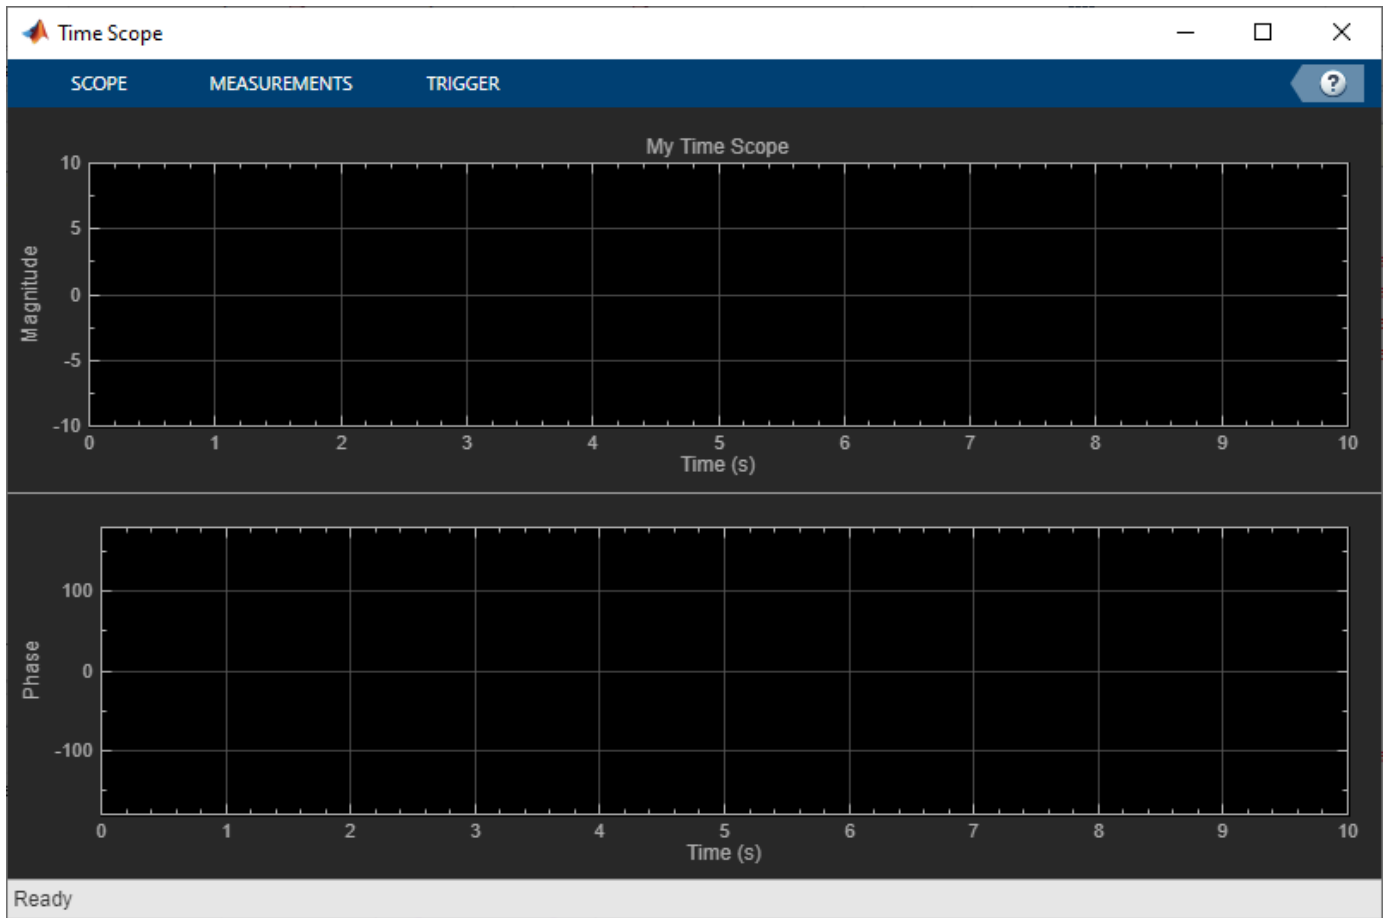 Time Scope
SCOPE MEASUREMENTS TRIGGER ?
My Time Scope
10
5
0
-5
-10
Magnitude
0 1 2 3 4 5 6 7 8 9 10
Time (s)
100
0
-100
Phase
0 1 2 3 4 5 6 7 8 9 10
Time (s)
Ready